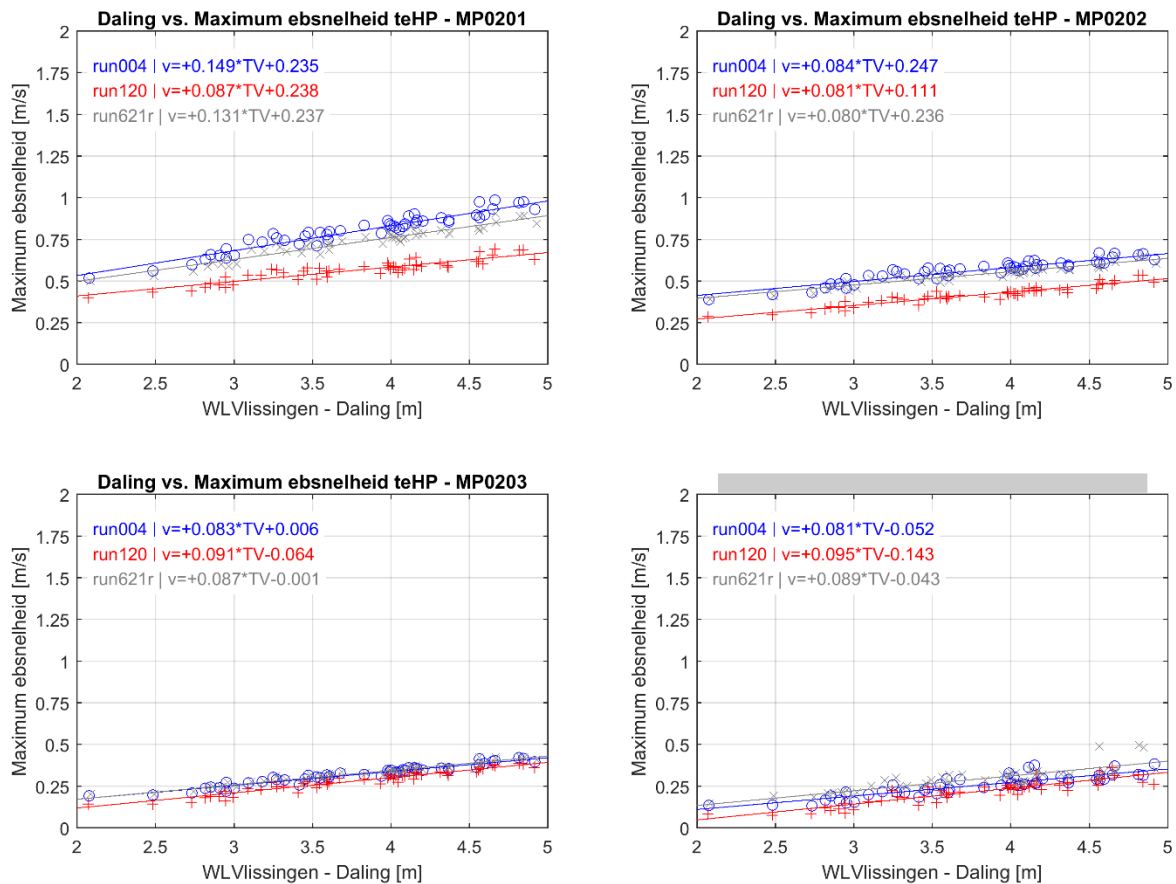 Daling vs. Maximum ebsnelheid teHP - MP0201
2
1.75
1.5
1.25
1
0.75
0.5
0.25
0
Maximum ebsnelheid [m/s]
run004 | v=+0.149*TV+0.235
run120 | v=+0.087*TV+0.238
run621r | v=+0.131*TV+0.237
2 2.5 3 3.5 4 4.5 5
WLVlissingen - Daling [m]
Daling vs. Maximum ebsnelheid teHP - MP0202
2
1.75
1.5
1.25
1
0.75
0.5
0.25
0
Maximum ebsnelheid [m/s]
run004 | v=+0.084*TV+0.247
run120 | v=+0.081*TV+0.111
run621r | v=+0.080*TV+0.236
2 2.5 3 3.5 4 4.5 5
WLVlissingen - Daling [m]
Daling vs. Maximum ebsnelheid teHP - MP0203
2
1.75
1.5
1.25
1
0.75
0.5
0.25
0
Maximum ebsnelheid [m/s]
run004 | v=+0.083*TV+0.006
run120 | v=+0.091*TV-0.064
run621r | v=+0.087*TV-0.001
2 2.5 3 3.5 4 4.5 5
WLVlissingen - Daling [m]
2
1.75
1.5
1.25
1
0.75
0.5
0.25
0
Maximum ebsnelheid [m/s]
run004 | v=+0.081*TV-0.052
run120 | v=+0.095*TV-0.143
run621r | v=+0.089*TV-0.043
2 2.5 3 3.5 4 4.5 5
WLVlissingen - Daling [m]